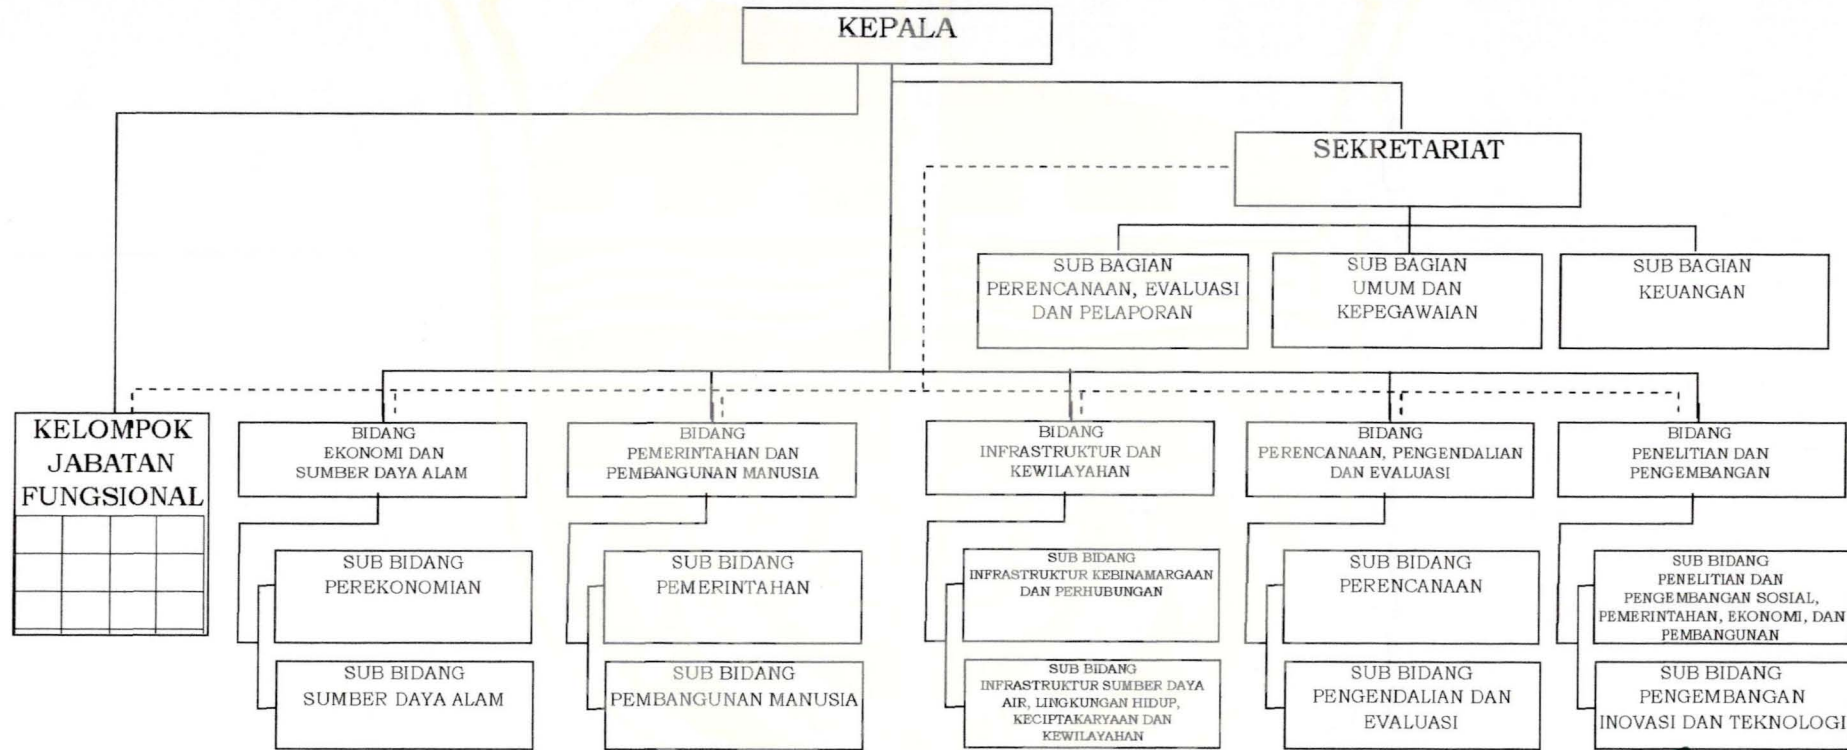 KEPALA
SEKRETARIAT
SUB BAGIAN
PERENCANAAN, EVALUASI
DAN PELAPORAN
SUB BAGIAN
UMUM DAN
KEPEGAWAIAN
SUB BAGIAN
KEUANGAN
KELOMPOK
JABATAN
FUNGSIONAL
BIDANG
EKONOMI DAN
SUMBER DAYA ALAM
BIDANG
PEMERINTAHAN DAN
PEMBANGUNAN MANUSIA
BIDANG
INFRASTRUKTUR DAN
KEWILAYAHAN
BIDANG
PERENCANAAN, PENGENDALIAN
DAN EVALUASI
BIDANG
PENELITIAN DAN
PENGEMBANGAN
SUB BIDANG
PEREKONOMIAN
SUB BIDANG
PEMERINTAHAN
SUB BIDANG
INFRASTRUKTUR KEBINAMARGAAN
DAN PERHUBUNGAN
SUB BIDANG
PERENCANAAN
SUB BIDANG
PENELITIAN DAN
PENGEMBANGAN SOSIAL,
PEMERINTAHAN, EKONOMI, DAN
PEMBANGUNAN
SUB BIDANG
SUMBER DAYA ALAM
SUB BIDANG
PEMBANGUNAN MANUSIA
SUB BIDANG
INFRASTRUKTUR SUMBER DAYA
AIR, LINGKUNGAN HIDUP,
KECIPTAKARYAAN DAN
KEWILAYAHAN
SUB BIDANG
PENGENDALIAN DAN
EVALUASI
SUB BIDANG
PENGEMBANGAN
INOVASI DAN TEKNOLOGI